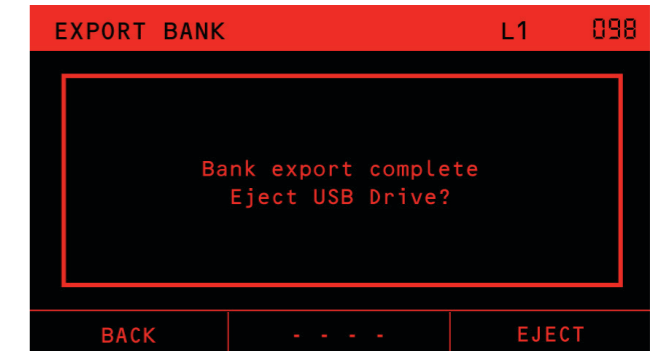 EXPORT BANK L1 098
Bank export complete
Eject USB Drive?
BACK - - - - EJECT